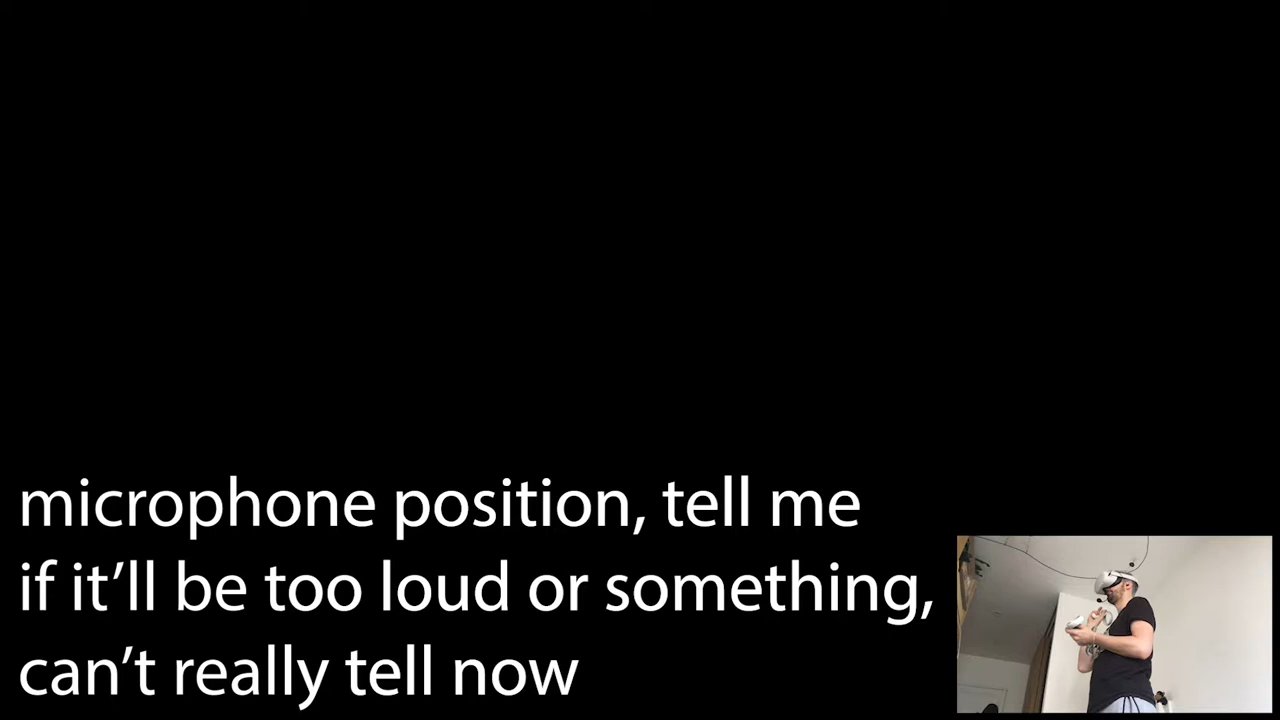 microphone position, tell me
if it’ll be too loud or something,
can’t really tell now